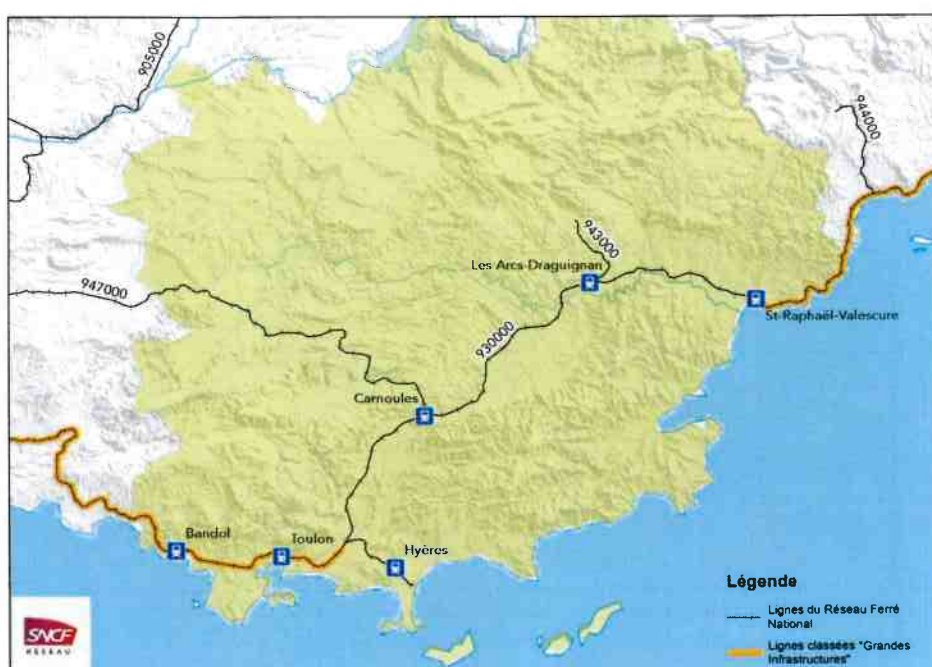 905000
944000
943000
Les Arcs-Draguignan
947000
St-Raphaël-Valescure
930000
Carnoules
Bandol
Toulon
Hyères
Légende
Lignes du Réseau Ferré
National
Lignes classées "Grandes
Infrastructures"
SNCF
RÉSEAU